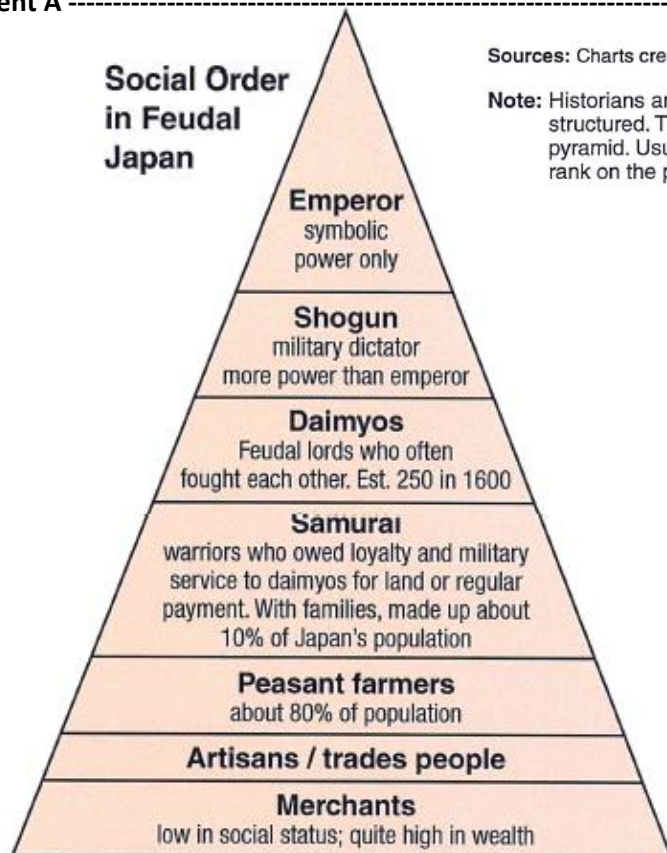 ent A ------------------------------------------------------------
Social Order
in Feudal
Japan
Sources: Charts cre
Note: Historians ar
structured. T
pyramid. Usu
rank on the p
Emperor
symbolic
power only
Shogun
military dictator
more power than emperor
Daimyos
Feudal lords who often
fought each other. Est. 250 in 1600
Samurai
warriors who owed loyalty and military
service to daimyos for land or regular
payment. With families, made up about
10% of Japan's population
Peasant farmers
about 80% of population
Artisans / trades people
Merchants
low in social status; quite high in wealth